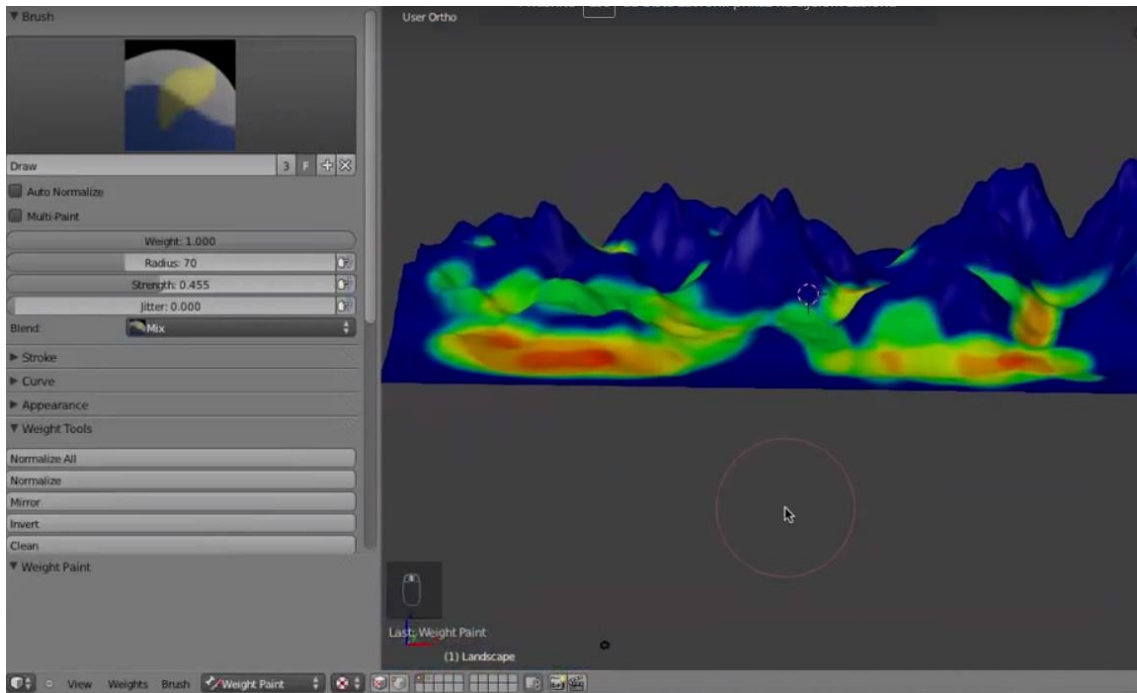 Brush
User Ortho
Draw
3
F
Auto Normalize
Multi-Paint
Weight: 1.000
Radius: 70
Strength: 0.455
Jitter: 0.000
Blend:
Mix
Stroke
Curve
Appearance
Weight Tools
Normalize All
Normalize
Mirror
Invert
Clean
Weight Paint
Last: Weight Paint
(1) Landscape
View
Weights
Brush
Weight Paint